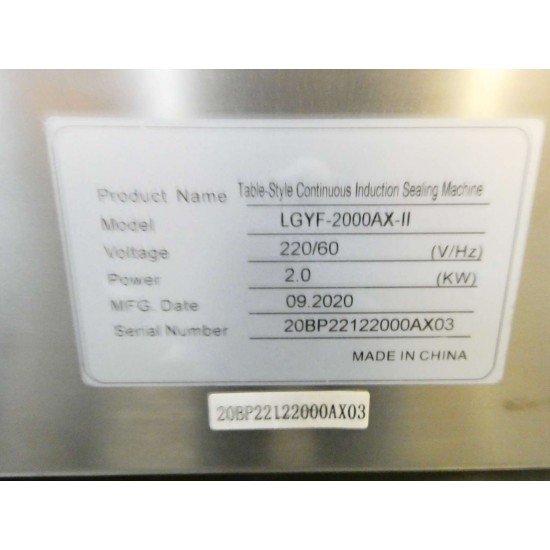 Product Name Table-Style Continuous Induction Sealing Machine
Model LGYF-2000AX-II
Voltage 220/60 (V/Hz)
Power 2.0 (KW)
MFG. Date 09.2020
Serial Number 20BP22122000AX03
MADE IN CHINA
20BP22122000AX03